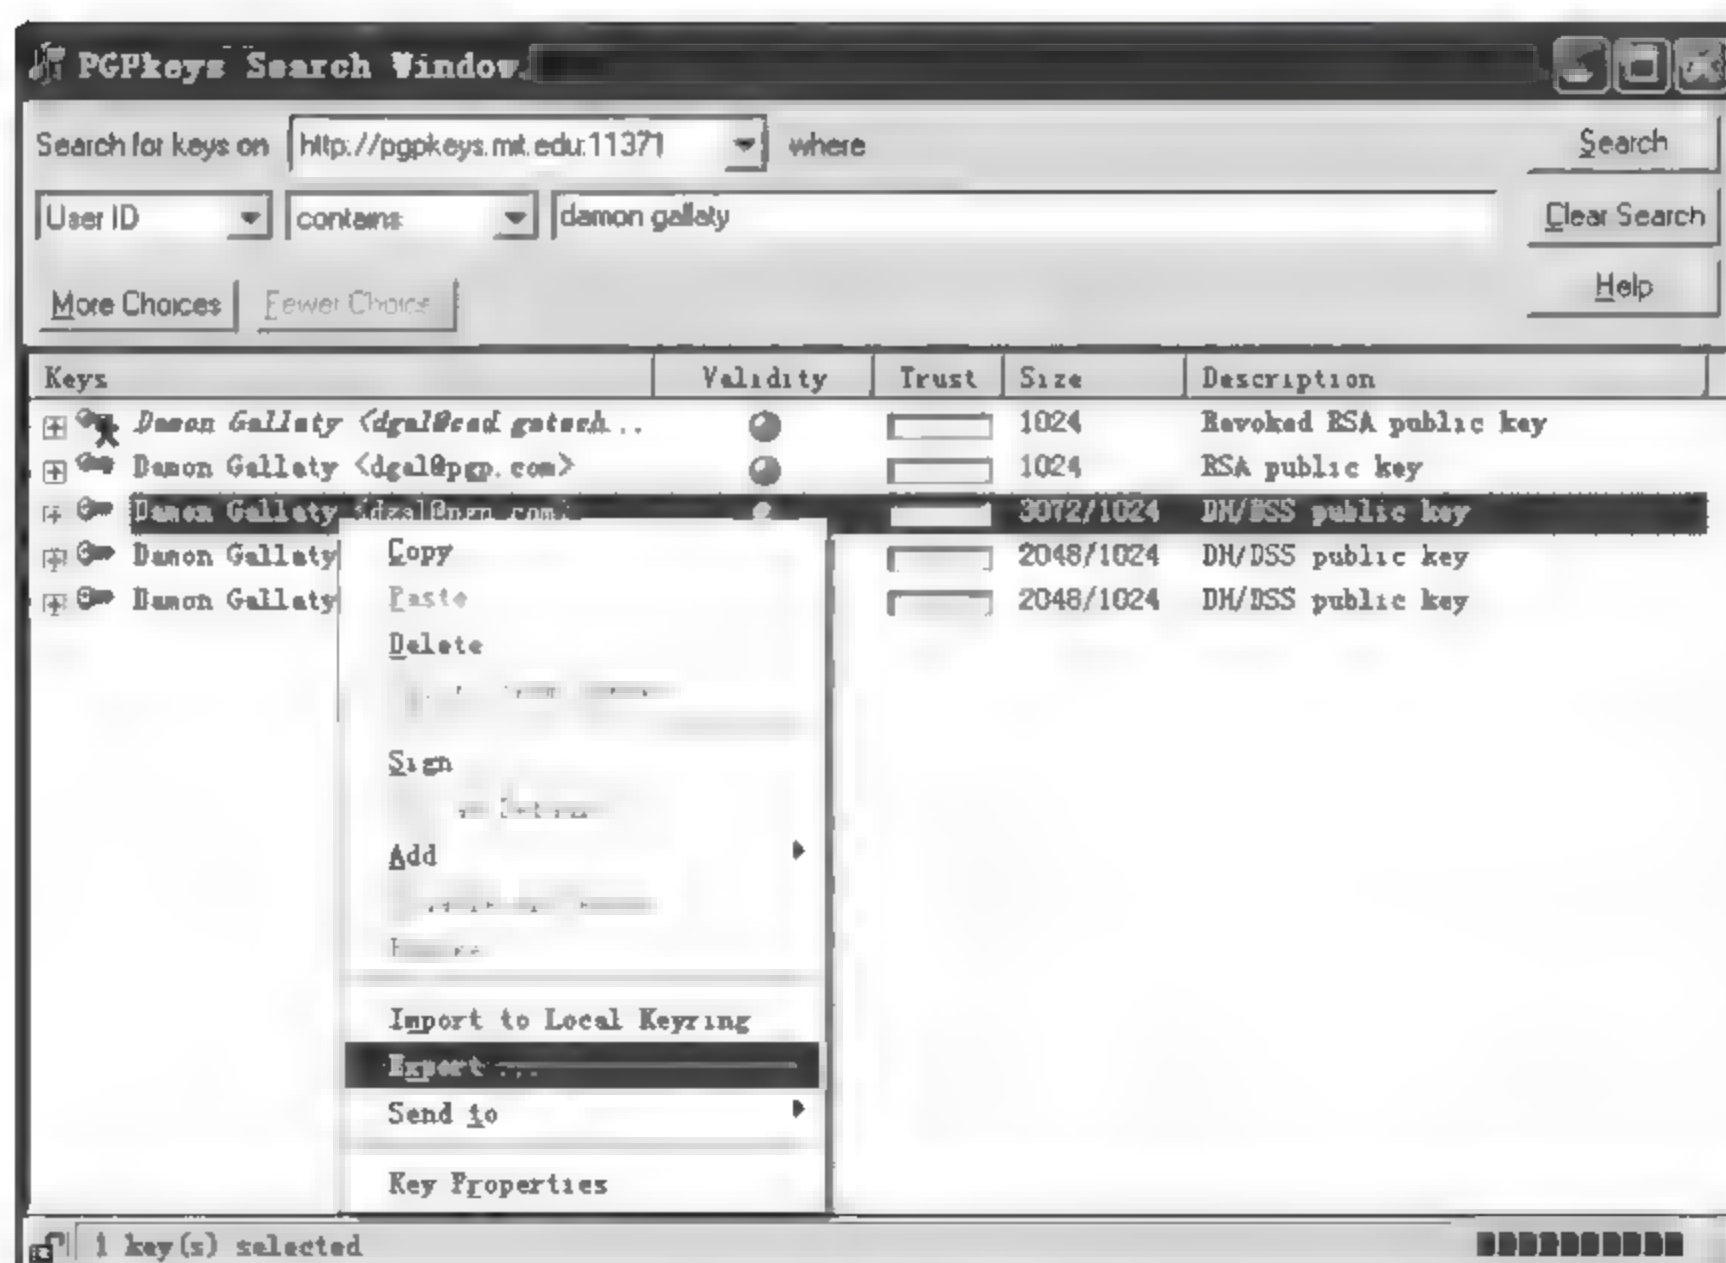 PGPkeys Search Window
Search for keys on http://pgpkeys.mit.edu:11371 where Search
User ID contains damon gallaty Clear Search
More Choices Fewer Choice Help
Keys Validity Trust Size Description
Damon Gallaty 1024 Revoked RSA public key
Damon Gallaty <dgal@pgp.com> 1024 RSA public key
Damon Gallaty <dgal@pgp.com> 3072/1024 DH/DSS public key
Damon Gallaty 2048/1024 DH/DSS public key
Damon Gallaty 2048/1024 DH/DSS public key
Copy
Paste
Delete
Sign
Add
Import to Local Keyring
Export ...
Send to
Key Properties
1 key(s) selected